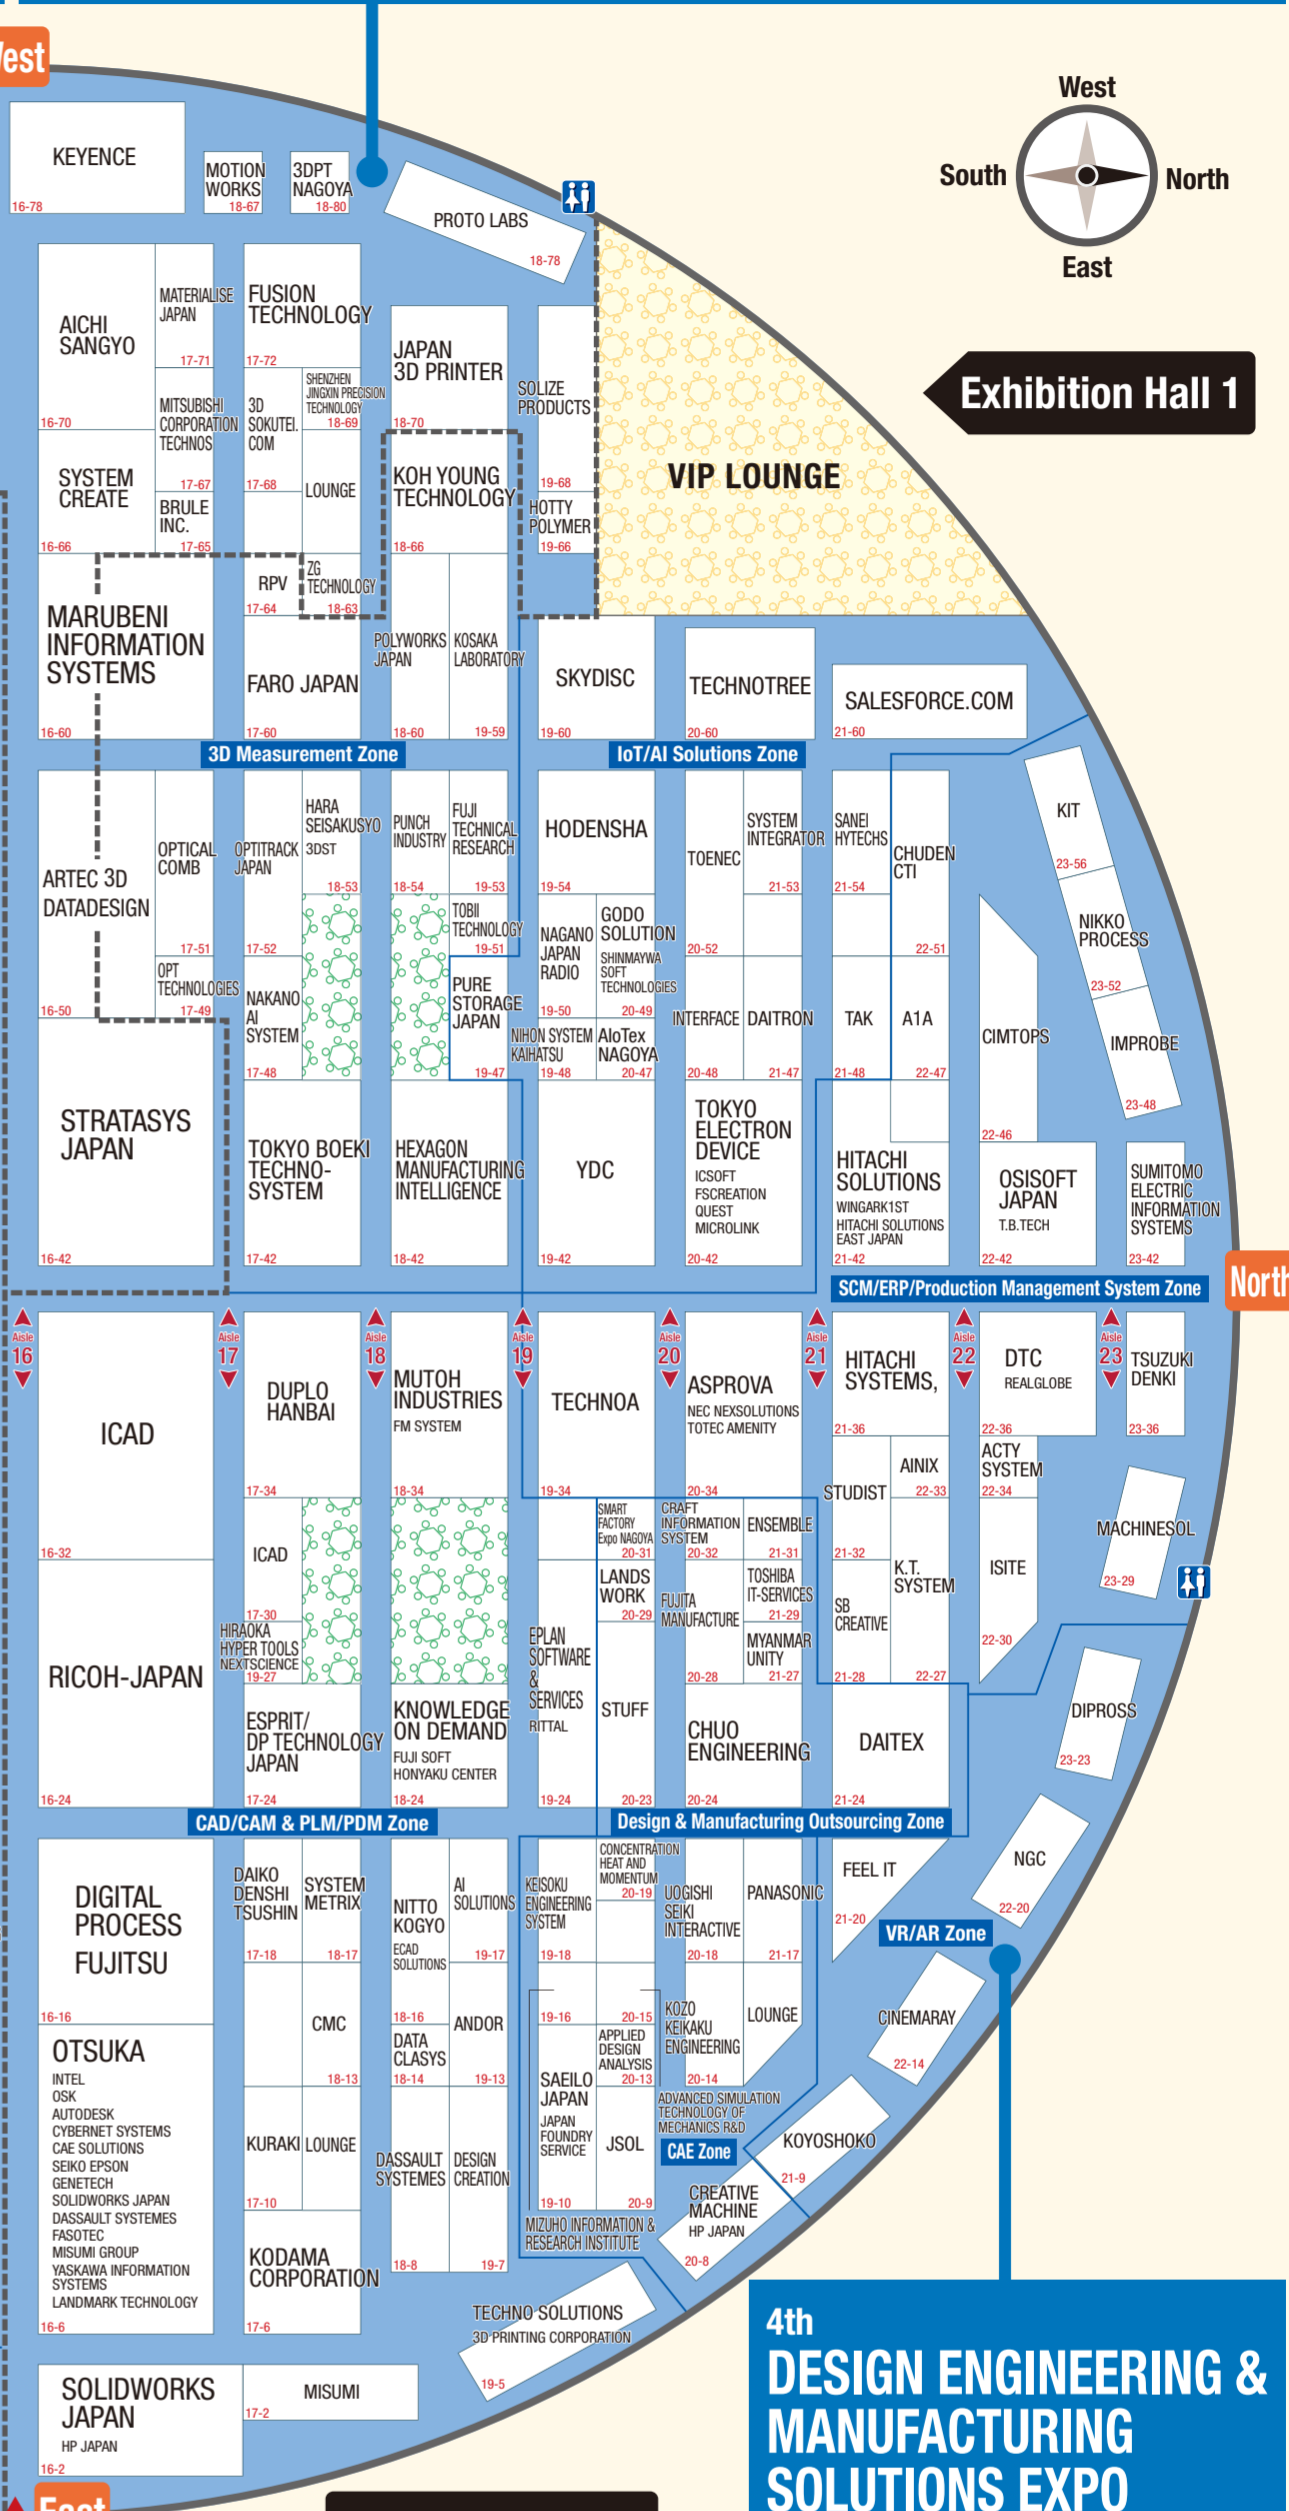 West
West
South
North
East
KEYENCE
16-78
MOTION
WORKS
18-67
3DPT
NAGOYA
18-80
PROTO LABS
18-78
Exhibition Hall 1
AICHI
SANGYO
16-70
MATERIALISE
JAPAN
17-71
FUSION
TECHNOLOGY
17-72
JAPAN
3D PRINTER
18-70
SOLIZE
PRODUCTS
19-68
MITSUBISHI
CORPORATION
TECHNOS
17-67
3D
SOKUTEI.
COM
17-68
SHENZHEN
JINGXIN PRECISION
TECHNOLOGY
18-69
LOUNGE
SYSTEM
CREATE
16-66
BRULE
INC.
17-65
KOH YOUNG
TECHNOLOGY
18-66
HOTTY
POLYMER
19-66
VIP LOUNGE
MARUBENI
INFORMATION
SYSTEMS
16-60
RPV
17-64
ZG
TECHNOLOGY
18-63
FARO JAPAN
17-60
POLYWORKS
JAPAN
18-60
KOSAKA
LABORATORY
19-59
SKYDISC
19-60
TECHNOTREE
20-60
SALESFORCE.COM
21-60
3D Measurement Zone
IoT/AI Solutions Zone
ARTEC 3D
DATADESIGN
16-50
OPTICAL
COMB
17-51
OPT
TECHNOLOGIES
17-49
OPTITRACK
JAPAN
17-52
HARA
SEISAKUSYO
3DST
18-53
PUNCH
INDUSTRY
18-54
FUJI
TECHNICAL
RESEARCH
19-53
TOBII
TECHNOLOGY
19-51
HODENSHA
19-54
TOENEC
20-52
SYSTEM
INTEGRATOR
21-53
SANEI
HYTECHS
21-54
CHUDEN
CTI
22-51
KIT
23-56
NIKKO
PROCESS
23-52
IMPROBE
23-48
NAKANO
AI
SYSTEM
17-48
PURE
STORAGE
JAPAN
19-47
NAGANO
JAPAN
RADIO
19-50
GODO
SOLUTION
SHINMAYWA
SOFT
TECHNOLOGIES
20-49
NIHON SYSTEM
KAIHATSU
19-48
AIoTex
NAGOYA
20-47
INTERFACE
20-48
DAITRON
21-47
TAK
21-48
A1A
22-47
CIMTOPS
22-46
STRATASYS
JAPAN
16-42
TOKYO BOEKI
TECHNO-
SYSTEM
17-42
HEXAGON
MANUFACTURING
INTELLIGENCE
18-42
YDC
19-42
TOKYO
ELECTRON
DEVICE
ICSOFT
FSCREATION
QUEST
MICROLINK
20-42
HITACHI
SOLUTIONS
WINGARK1ST
HITACHI SOLUTIONS
EAST JAPAN
21-42
OSISOFT
JAPAN
T.B.TECH
22-42
SUMITOMO
ELECTRIC
INFORMATION
SYSTEMS
23-42
SCM/ERP/Production Management System Zone
North
Aisle
16
Aisle
17
Aisle
18
Aisle
19
Aisle
20
Aisle
21
Aisle
22
Aisle
23
ICAD
16-32
DUPLO
HANBAI
17-34
MUTOH
INDUSTRIES
FM SYSTEM
18-34
TECHNOA
19-34
ASPROVA
NEC NEXSOLUTIONS
TOTEC AMENITY
20-34
HITACHI
SYSTEMS,
21-36
DTC
REALGLOBE
22-36
TSUZUKI
DENKI
23-36
STUDIST
21-32
AINIX
22-33
ACTY
SYSTEM
22-34
MACHINESOL
23-29
ICAD
17-30
SMART
FACTORY
Expo NAGOYA
20-31
CRAFT
INFORMATION
SYSTEM
20-32
ENSEMBLE
21-31
K.T.
SYSTEM
22-27
ISITE
22-30
RICOH-JAPAN
16-24
HIRAOKA
HYPER TOOLS
NEXTSCIENCE
19-27
EPLAN
SOFTWARE
&
SERVICES
RITTAL
19-24
LANDS
WORK
20-29
FUJITA
MANUFACTURE
20-28
TOSHIBA
IT-SERVICES
21-29
MYANMAR
UNITY
21-27
SB
CREATIVE
21-28
ESPRIT/
DP TECHNOLOGY
JAPAN
17-24
KNOWLEDGE
ON DEMAND
FUJI SOFT
HONYAKU CENTER
18-24
STUFF
20-23
CHUO
ENGINEERING
20-24
DAITEX
21-24
DIPROSS
23-23
CAD/CAM & PLM/PDM Zone
Design & Manufacturing Outsourcing Zone
DIGITAL
PROCESS
FUJITSU
16-16
DAIKO
DENSHI
TSUSHIN
17-18
SYSTEM
METRIX
18-17
NITTO
KOGYO
ECAD
SOLUTIONS
18-16
AI
SOLUTIONS
19-17
KEISOKU
ENGINEERING
SYSTEM
19-18
CONCENTRATION
HEAT AND
MOMENTUM
20-19
UOGISHI
SEIKI
INTERACTIVE
20-18
PANASONIC
21-17
FEEL IT
21-20
NGC
22-20
VR/AR Zone
CINEMARAY
22-14
OTSUKA
INTEL
OSK
AUTODESK
CYBERNET SYSTEMS
CAE SOLUTIONS
SEIKO EPSON
GENETECH
SOLIDWORKS JAPAN
DASSAULT SYSTEMES
FASOTEC
MISUMI GROUP
YASKAWA INFORMATION
SYSTEMS
LANDMARK TECHNOLOGY
16-6
CMC
18-13
DATA
CLASYS
18-14
ANDOR
19-13
19-16
20-15
APPLIED
DESIGN
ANALYSIS
20-13
KOZO
KEIKAKU
ENGINEERING
20-14
LOUNGE
KURAKI
17-10
LOUNGE
DASSAULT
SYSTEMES
18-8
DESIGN
CREATION
19-7
SAEILO
JAPAN
JAPAN
FOUNDRY
SERVICE
19-10
JSOL
20-9
ADVANCED SIMULATION
TECHNOLOGY OF
MECHANICS R&D
CAE Zone
KOYOSHOKO
21-9
MIZUHO INFORMATION &
RESEARCH INSTITUTE
CREATIVE
MACHINE
HP JAPAN
20-8
KODAMA
CORPORATION
17-6
TECHNO SOLUTIONS
3D PRINTING CORPORATION
19-5
SOLIDWORKS
JAPAN
HP JAPAN
16-2
MISUMI
17-2
East
4th
DESIGN ENGINEERING &
MANUFACTURING
SOLUTIONS EXPO